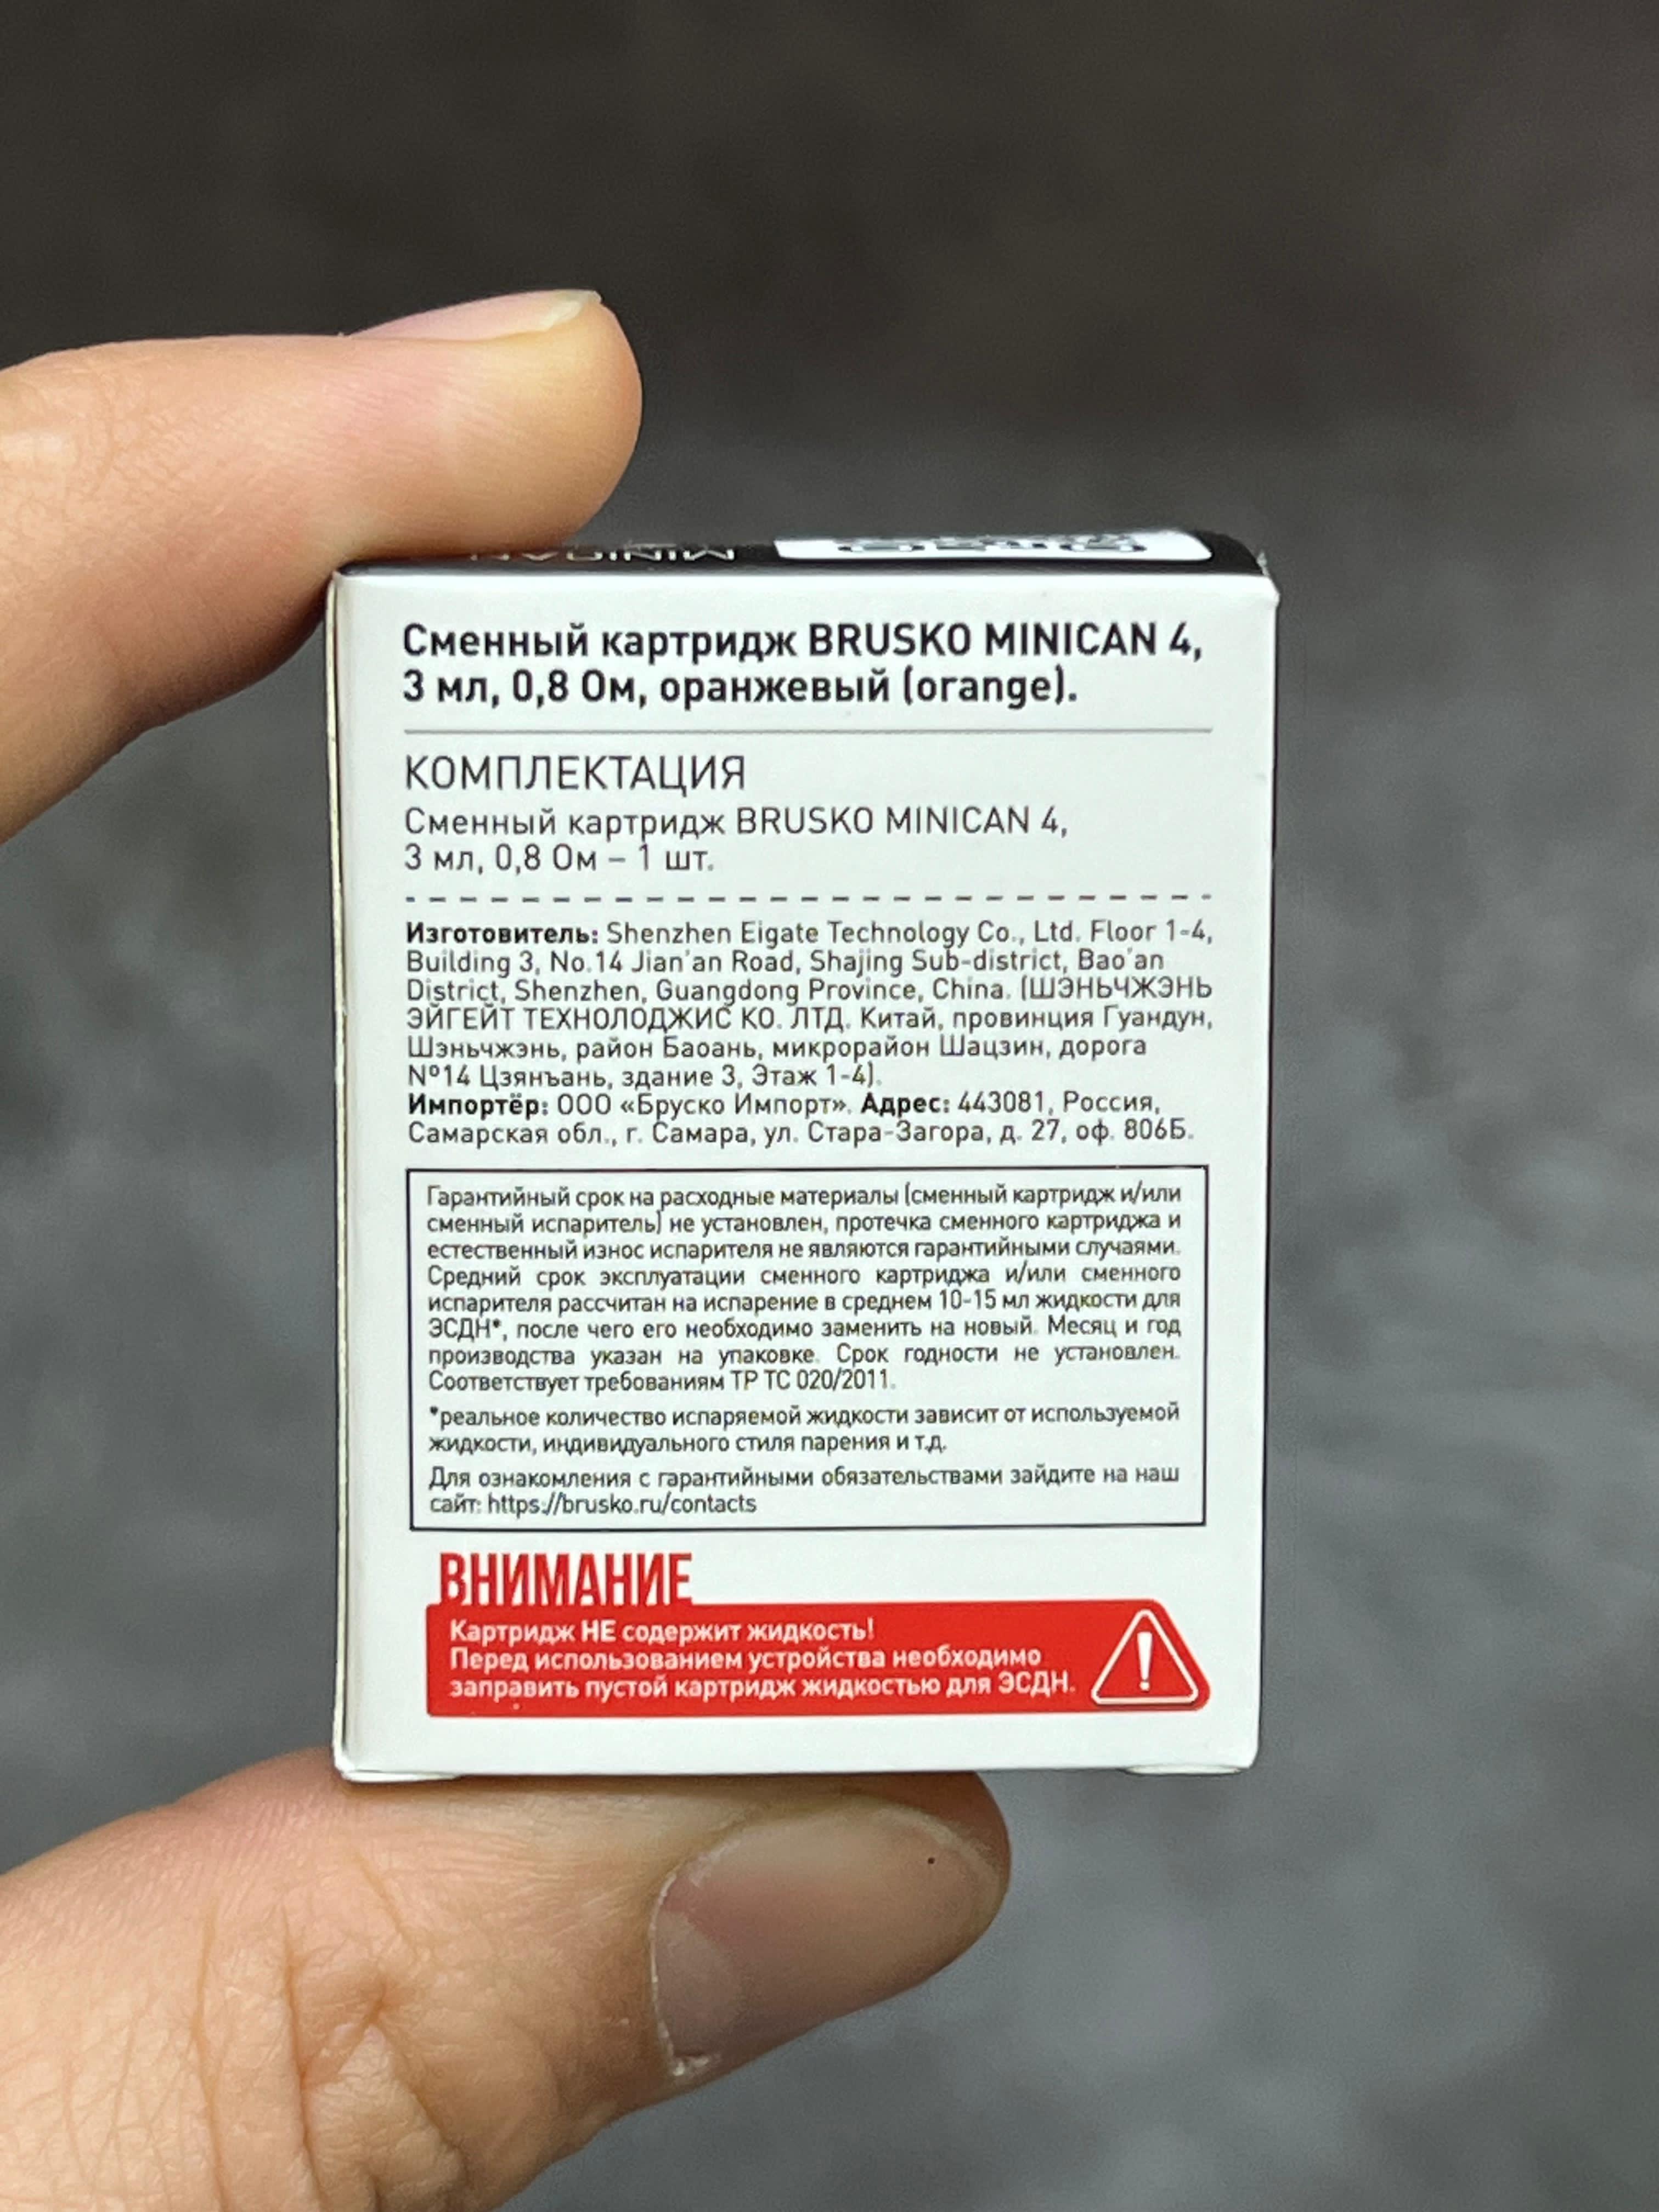 MINICAN
Сменный картридж BRUSKO MINICAN 4,
3 мл, 0,8 Ом, оранжевый (orange).
КОМПЛЕКТАЦИЯ
Сменный картридж BRUSKO MINICAN 4,
3 мл, 0,8 Ом – 1 шт.
Изготовитель: Shenzhen Eigate Technology Co., Ltd. Floor 1-4,
Building 3, No.14 Jian'an Road, Shajing Sub-district, Bao'an
District, Shenzhen, Guangdong Province, China. (ШЭНЬЧЖЭНЬ
ЭЙГЕЙТ ТЕХНОЛОДЖИС КО. ЛТД. Китай, провинция Гуандун,
Шэньчжэнь, район Баоань, микрорайон Шацзин, дорога
№14 Цзянъань, здание 3, Этаж 1-4).
Импортёр: ООО «Бруско Импорт». Адрес: 443081, Россия,
Самарская обл., г. Самара, ул. Стара-Загора, д. 27, оф. 806Б.
Гарантийный срок на расходные материалы (сменный картридж и/или
сменный испаритель) не установлен, протечка сменного картриджа и
естественный износ испарителя не являются гарантийными случаями.
Средний срок эксплуатации сменного картриджа и/или сменного
испарителя рассчитан на испарение в среднем 10-15 мл жидкости для
ЭСДН*, после чего его необходимо заменить на новый. Месяц и год
производства указан на упаковке. Срок годности не установлен.
Соответствует требованиям ТР ТС 020/2011.
*реальное количество испаряемой жидкости зависит от используемой
жидкости, индивидуального стиля парения и т.д.
Для ознакомления с гарантийными обязательствами зайдите на наш
сайт: https://brusko.ru/contacts
ВНИМАНИЕ
Картридж НЕ содержит жидкость!
Перед использованием устройства необходимо
заправить пустой картридж жидкостью для ЭСДН.